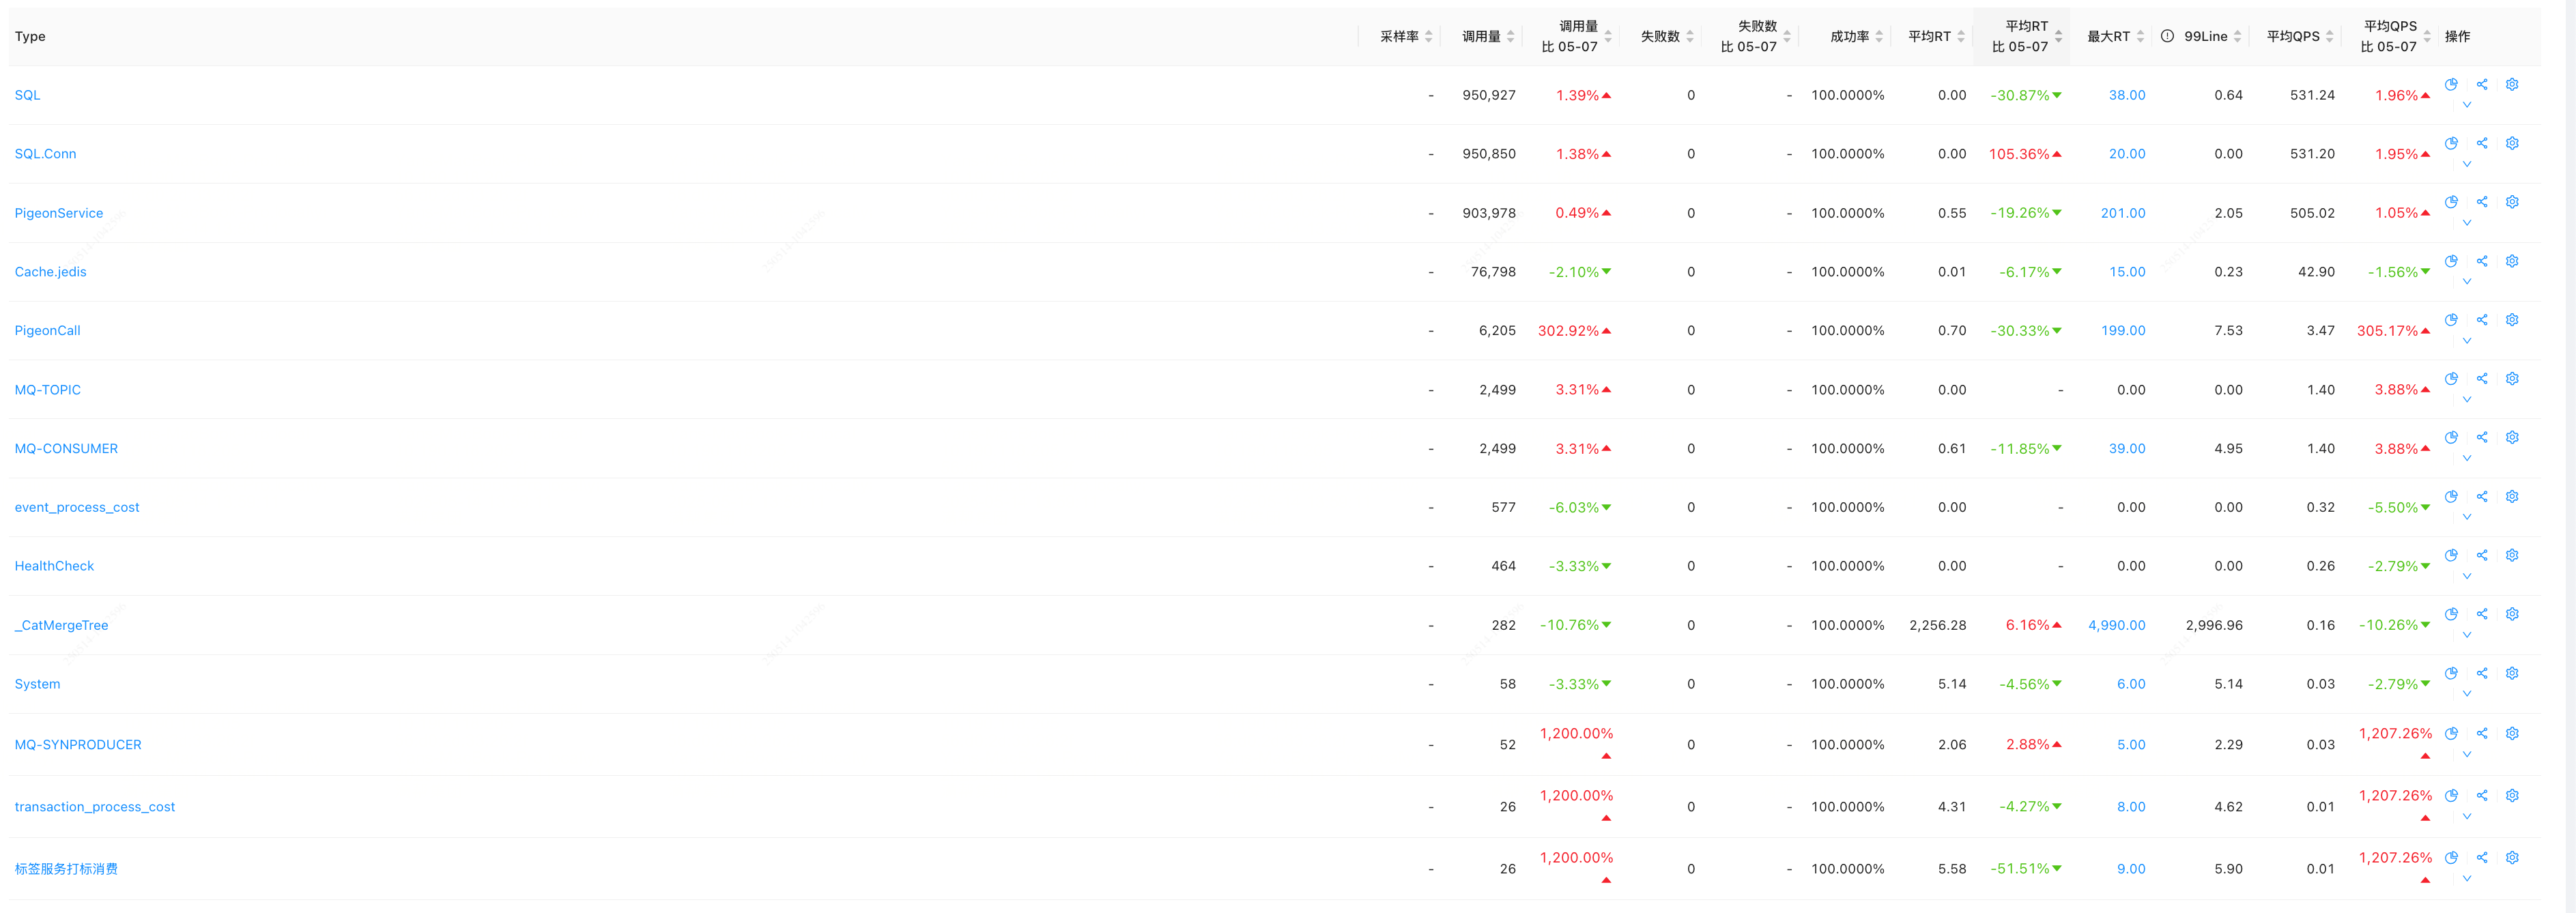 Type 采样率 调用量 调用量 比 05-07 失败数 失败数 比 05-07 成功率 平均RT 平均RT 比 05-07 最大RT 99Line 平均QPS 平均QPS 比 05-07 操作
SQL - 950,927 1.39% 0 - 100.0000% 0.00 -30.87% 38.00 0.64 531.24 1.96%
SQL.Conn - 950,850 1.38% 0 - 100.0000% 0.00 105.36% 20.00 0.00 531.20 1.95%
PigeonService - 903,978 0.49% 0 - 100.0000% 0.55 -19.26% 201.00 2.05 505.02 1.05%
Cache.jedis - 76,798 -2.10% 0 - 100.0000% 0.01 -6.17% 15.00 0.23 42.90 -1.56%
PigeonCall - 6,205 302.92% 0 - 100.0000% 0.70 -30.33% 199.00 7.53 3.47 305.17%
MQ-TOPIC - 2,499 3.31% 0 - 100.0000% 0.00 - 0.00 0.00 1.40 3.88%
MQ-CONSUMER - 2,499 3.31% 0 - 100.0000% 0.61 -11.85% 39.00 4.95 1.40 3.88%
event_process_cost - 577 -6.03% 0 - 100.0000% 0.00 - 0.00 0.00 0.32 -5.50%
HealthCheck - 464 -3.33% 0 - 100.0000% 0.00 - 0.00 0.00 0.26 -2.79%
_CatMergeTree - 282 -10.76% 0 - 100.0000% 2,256.28 6.16% 4,990.00 2,996.96 0.16 -10.26%
System - 58 -3.33% 0 - 100.0000% 5.14 -4.56% 6.00 5.14 0.03 -2.79%
MQ-SYNPRODUCER - 52 1,200.00% 0 - 100.0000% 2.06 2.88% 5.00 2.29 0.03 1,207.26%
transaction_process_cost - 26 1,200.00% 0 - 100.0000% 4.31 -4.27% 8.00 4.62 0.01 1,207.26%
标签服务打标消费 - 26 1,200.00% 0 - 100.0000% 5.58 -51.51% 9.00 5.90 0.01 1,207.26%